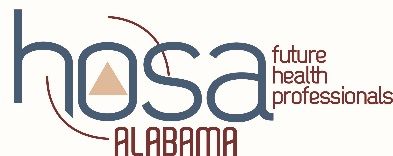 hosa
future
health
professionals
ALABAMA